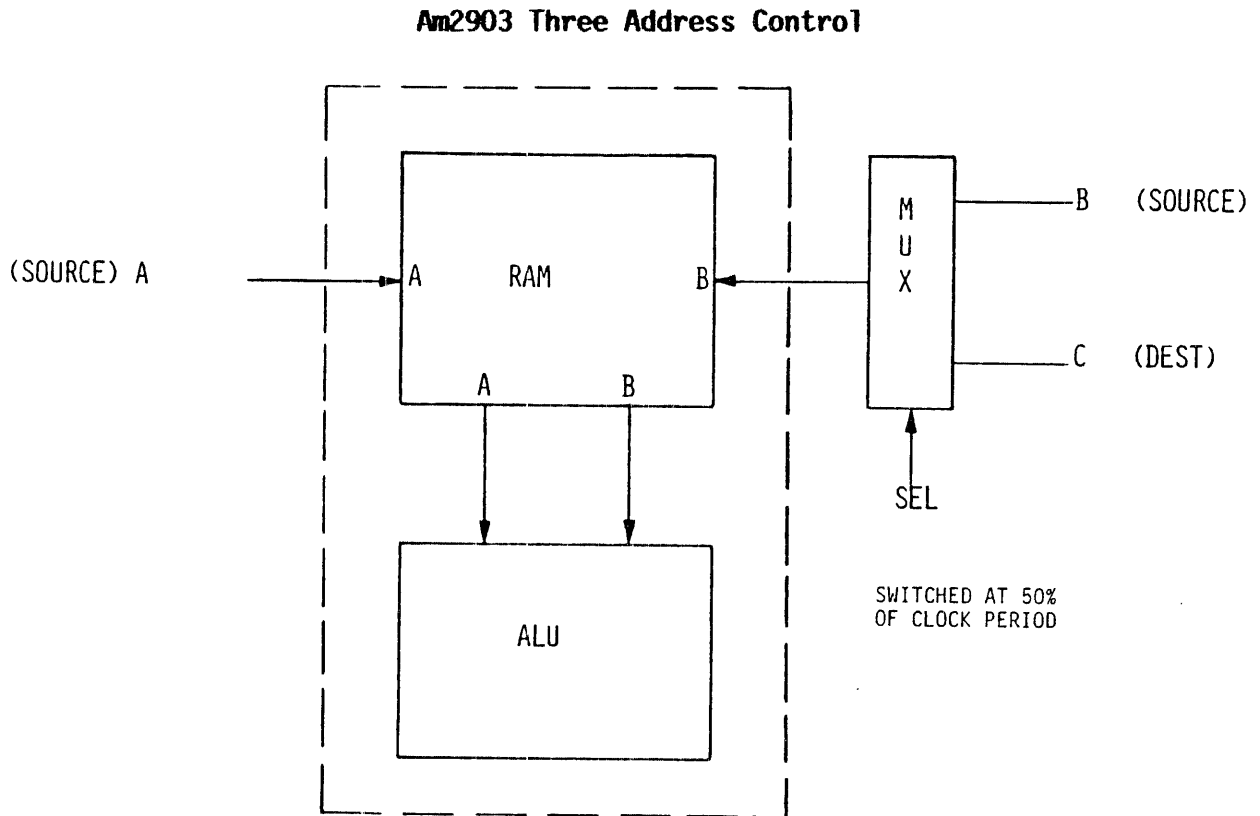 Am2903 Three Address Control
M
U
X
B (SOURCE)
(SOURCE) A
A
RAM
B
C (DEST)
A
B
SEL
SWITCHED AT 50%
OF CLOCK PERIOD
ALU